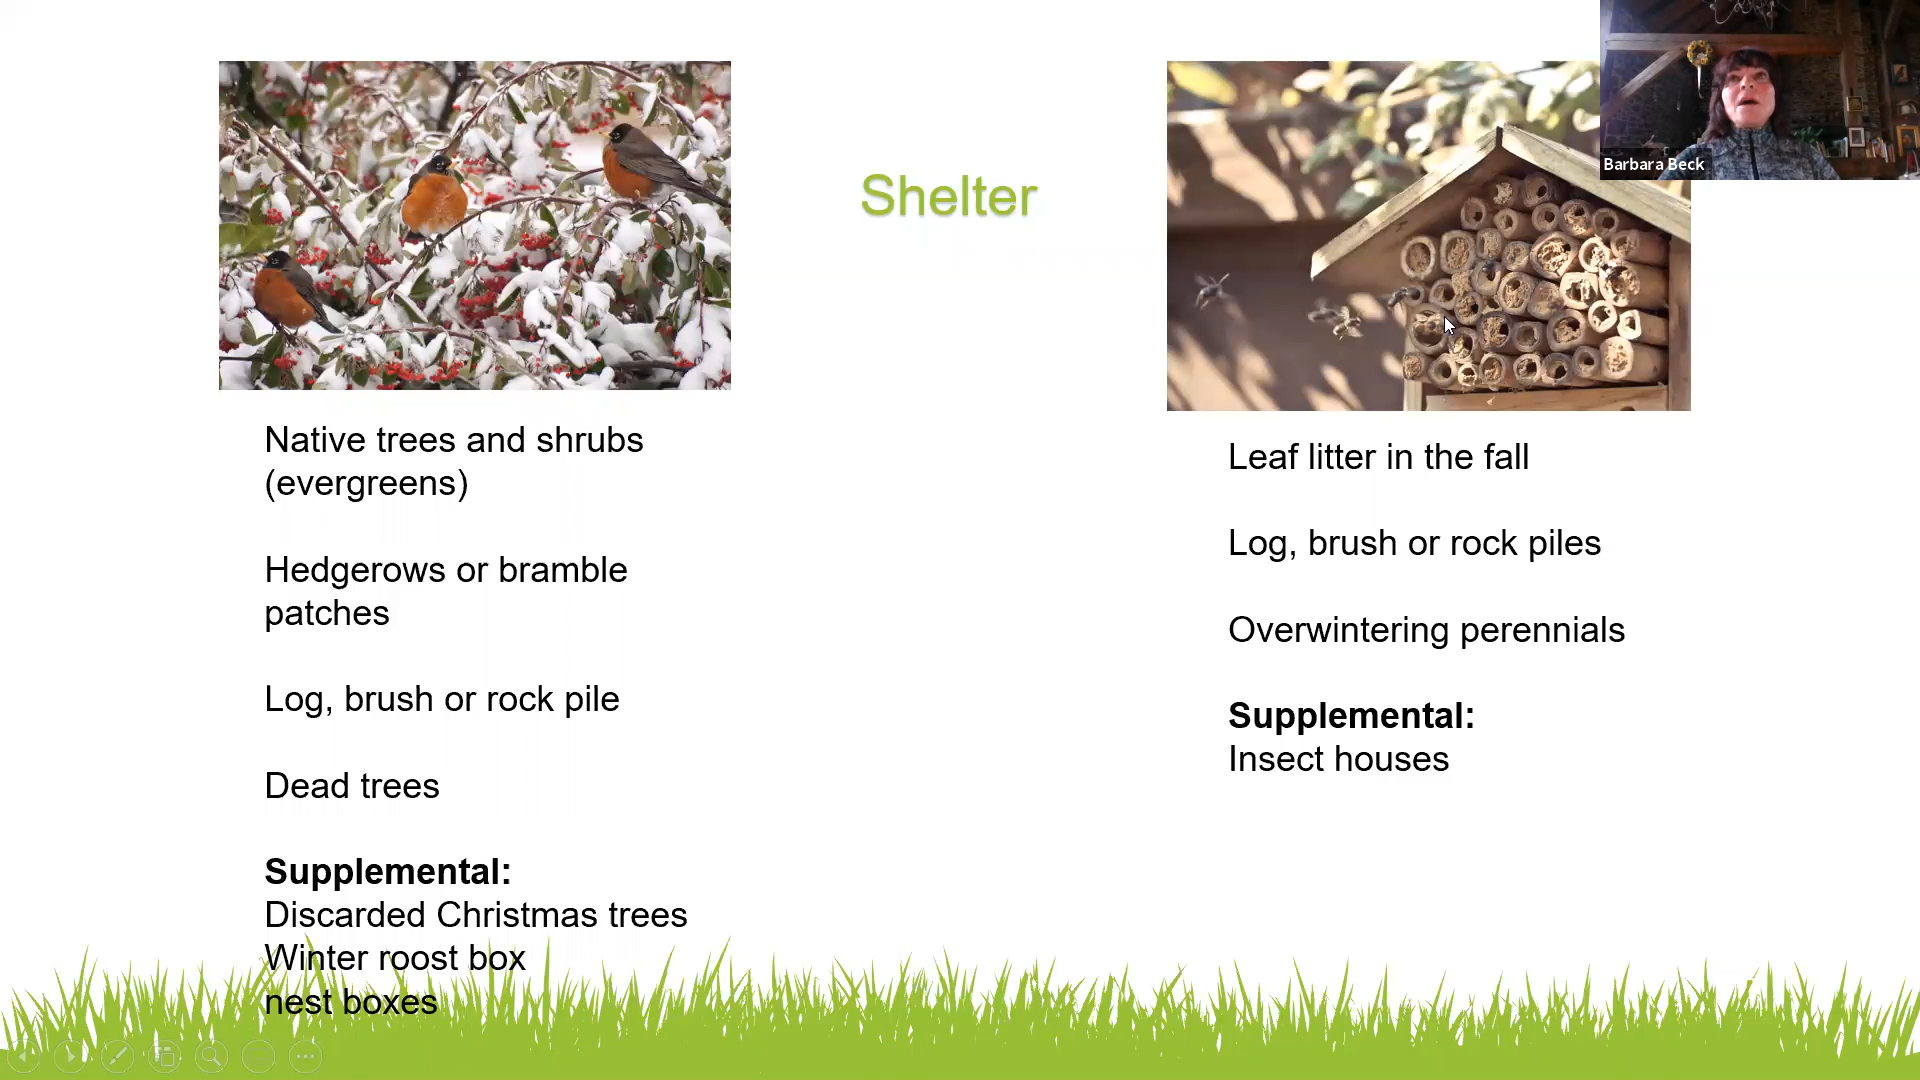 Shelter
Barbara Beck
Native trees and shrubs
(evergreens)
Hedgerows or bramble
patches
Log, brush or rock pile
Dead trees
Supplemental:
Discarded Christmas trees
Winter roost box
nest boxes
Leaf litter in the fall
Log, brush or rock piles
Overwintering perennials
Supplemental:
Insect houses